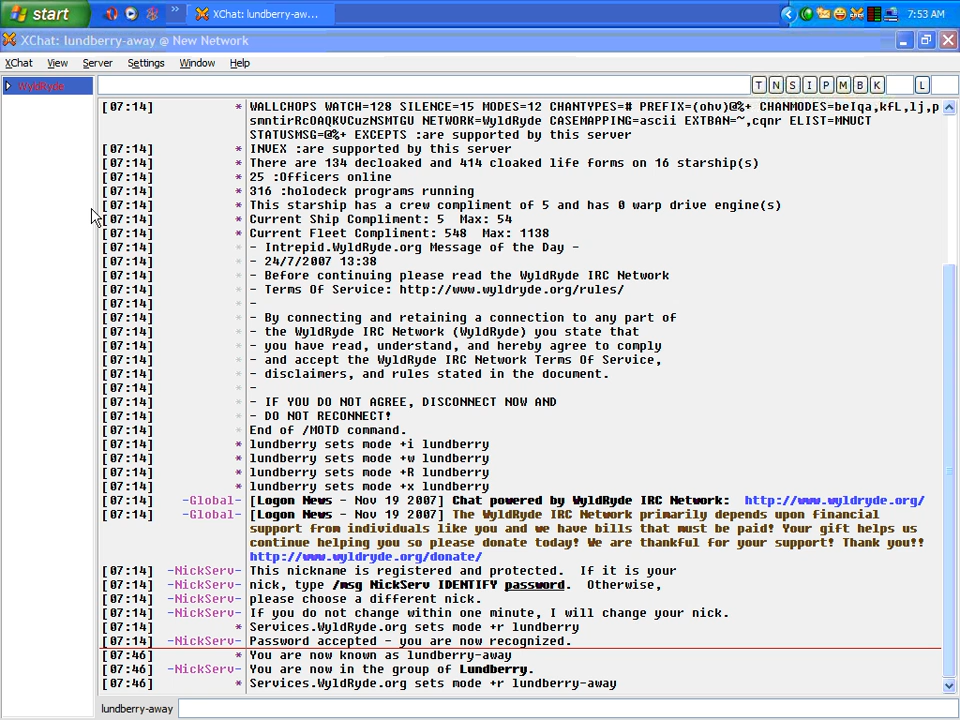 start
XChat: lundberry-aw...
7:53 AM
XChat: lundberry-away @ New Network
XChat View Server Settings Window Help
WyldRyde
T N S I P M B K L
[07:14] * WALLCHOPS WATCH=128 SILENCE=15 MODES=12 CHANTYPES=# PREFIX=(ohv)@%+ CHANMODES=beIqa,kfL,lj,p
smntirRcOAQKVCuzNSMTGU NETWORK=WyldRyde CASEMAPPING=ascii EXTBAN=~,cqnr ELIST=MNUCT
STATUSMSG=@%+ EXCEPTS :are supported by this server
[07:14] * INVEX :are supported by this server
[07:14] * There are 134 decloaked and 414 cloaked life forms on 16 starship(s)
[07:14] * 25 :Officers online
[07:14] * 316 :holodeck programs running
[07:14] * This starship has a crew compliment of 5 and has 0 warp drive engine(s)
[07:14] * Current Ship Compliment: 5  Max: 54
[07:14] * Current Fleet Compliment: 548  Max: 1138
[07:14] * - Intrepid.WyldRyde.org Message of the Day -
[07:14] * - 24/7/2007 13:38
[07:14] * - Before continuing please read the WyldRyde IRC Network
[07:14] * - Terms Of Service: http://www.wyldryde.org/rules/
[07:14] * -
[07:14] * - By connecting and retaining a connection to any part of
[07:14] * - the WyldRyde IRC Network (WyldRyde) you state that
[07:14] * - you have read, understand, and hereby agree to comply
[07:14] * - and accept the WyldRyde IRC Network Terms Of Service,
[07:14] * - disclaimers, and rules stated in the document.
[07:14] * -
[07:14] * - IF YOU DO NOT AGREE, DISCONNECT NOW AND
[07:14] * - DO NOT RECONNECT!
[07:14] * End of /MOTD command.
[07:14] * lundberry sets mode +i lundberry
[07:14] * lundberry sets mode +w lundberry
[07:14] * lundberry sets mode +R lundberry
[07:14] * lundberry sets mode +x lundberry
[07:14] -Global- [Logon News - Nov 19 2007] Chat powered by WyldRyde IRC Network:  http://www.wyldryde.org/
[07:14] -Global- [Logon News - Nov 19 2007] The WyldRyde IRC Network primarily depends upon financial
support from individuals like you and we have bills that must be paid! Your gift helps us
continue helping you so please donate today! We are thankful for your support! Thank you!!
http://www.wyldryde.org/donate/
[07:14] -NickServ- This nickname is registered and protected.  If it is your
[07:14] -NickServ- nick, type /msg NickServ IDENTIFY password.  Otherwise,
[07:14] -NickServ- please choose a different nick.
[07:14] -NickServ- If you do not change within one minute, I will change your nick.
[07:14] * Services.WyldRyde.org sets mode +r lundberry
[07:14] -NickServ- Password accepted - you are now recognized.
[07:46] * You are now known as lundberry-away
[07:46] -NickServ- You are now in the group of Lundberry.
[07:46] * Services.WyldRyde.org sets mode +r lundberry-away
lundberry-away